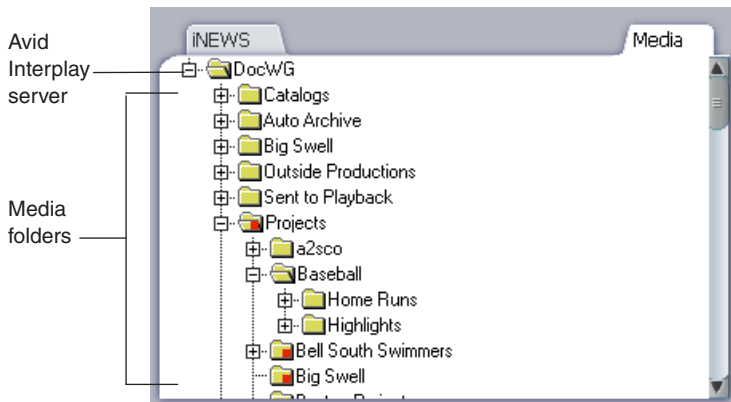 iNEWS
Media
Avid
Interplay
server
DocWG
Catalogs
Auto Archive
Big Swell
Outside Productions
Sent to Playback
Media
folders
Projects
a2sco
Baseball
Home Runs
Highlights
Bell South Swimmers
Big Swell